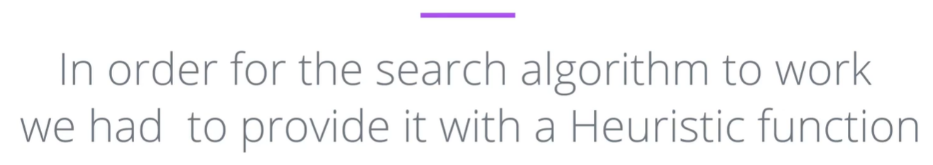 In order for the search algorithm to work
we had to provide it with a Heuristic function